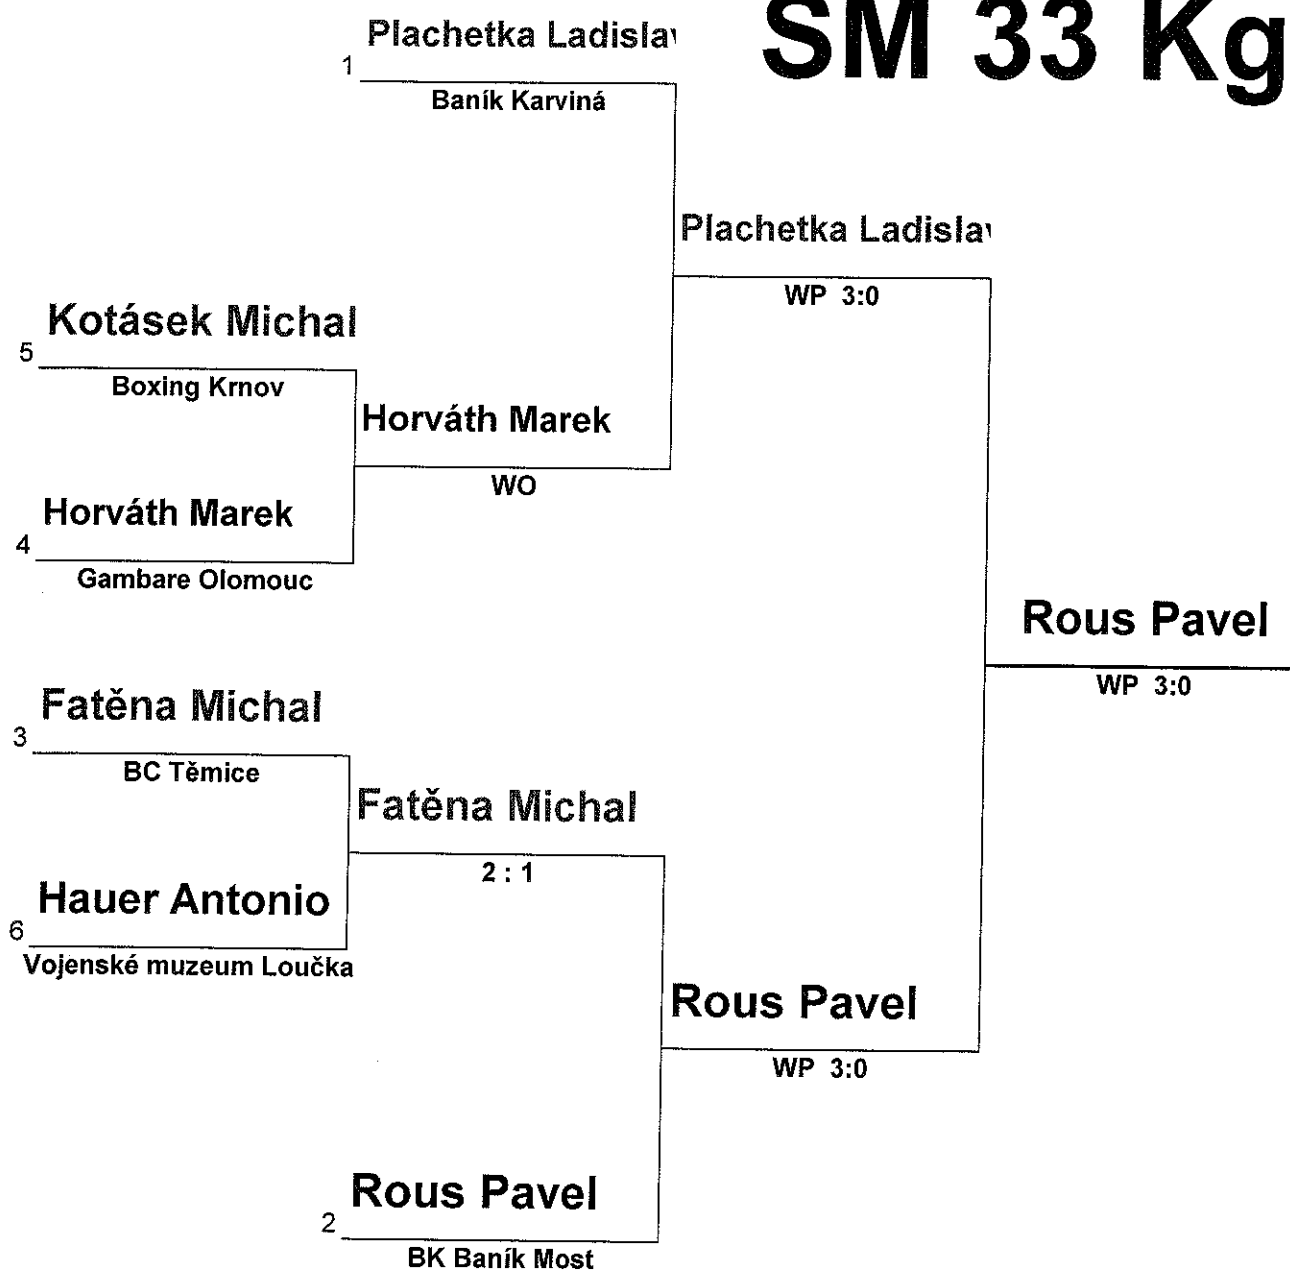 SM 33 Kg
Plachetka Ladislav
1
Baník Karviná
Plachetka Ladislav
WP 3:0
Kotásek Michal
5
Boxing Krnov
Horváth Marek
WO
Horváth Marek
4
Gambare Olomouc
Rous Pavel
WP 3:0
Fatěna Michal
3
BC Těmice
Fatěna Michal
2 : 1
Hauer Antonio
6
Vojenské muzeum Loučka
Rous Pavel
WP 3:0
Rous Pavel
2
BK Baník Most